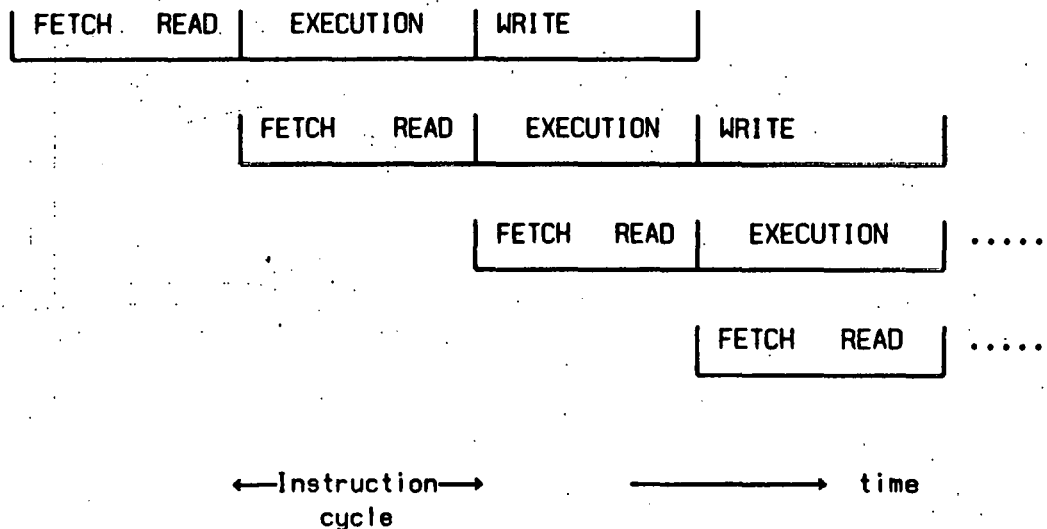 FETCH READ EXECUTION WRITE
FETCH READ EXECUTION WRITE
FETCH READ EXECUTION .....
FETCH READ .....
←Instruction→ → time
cycle